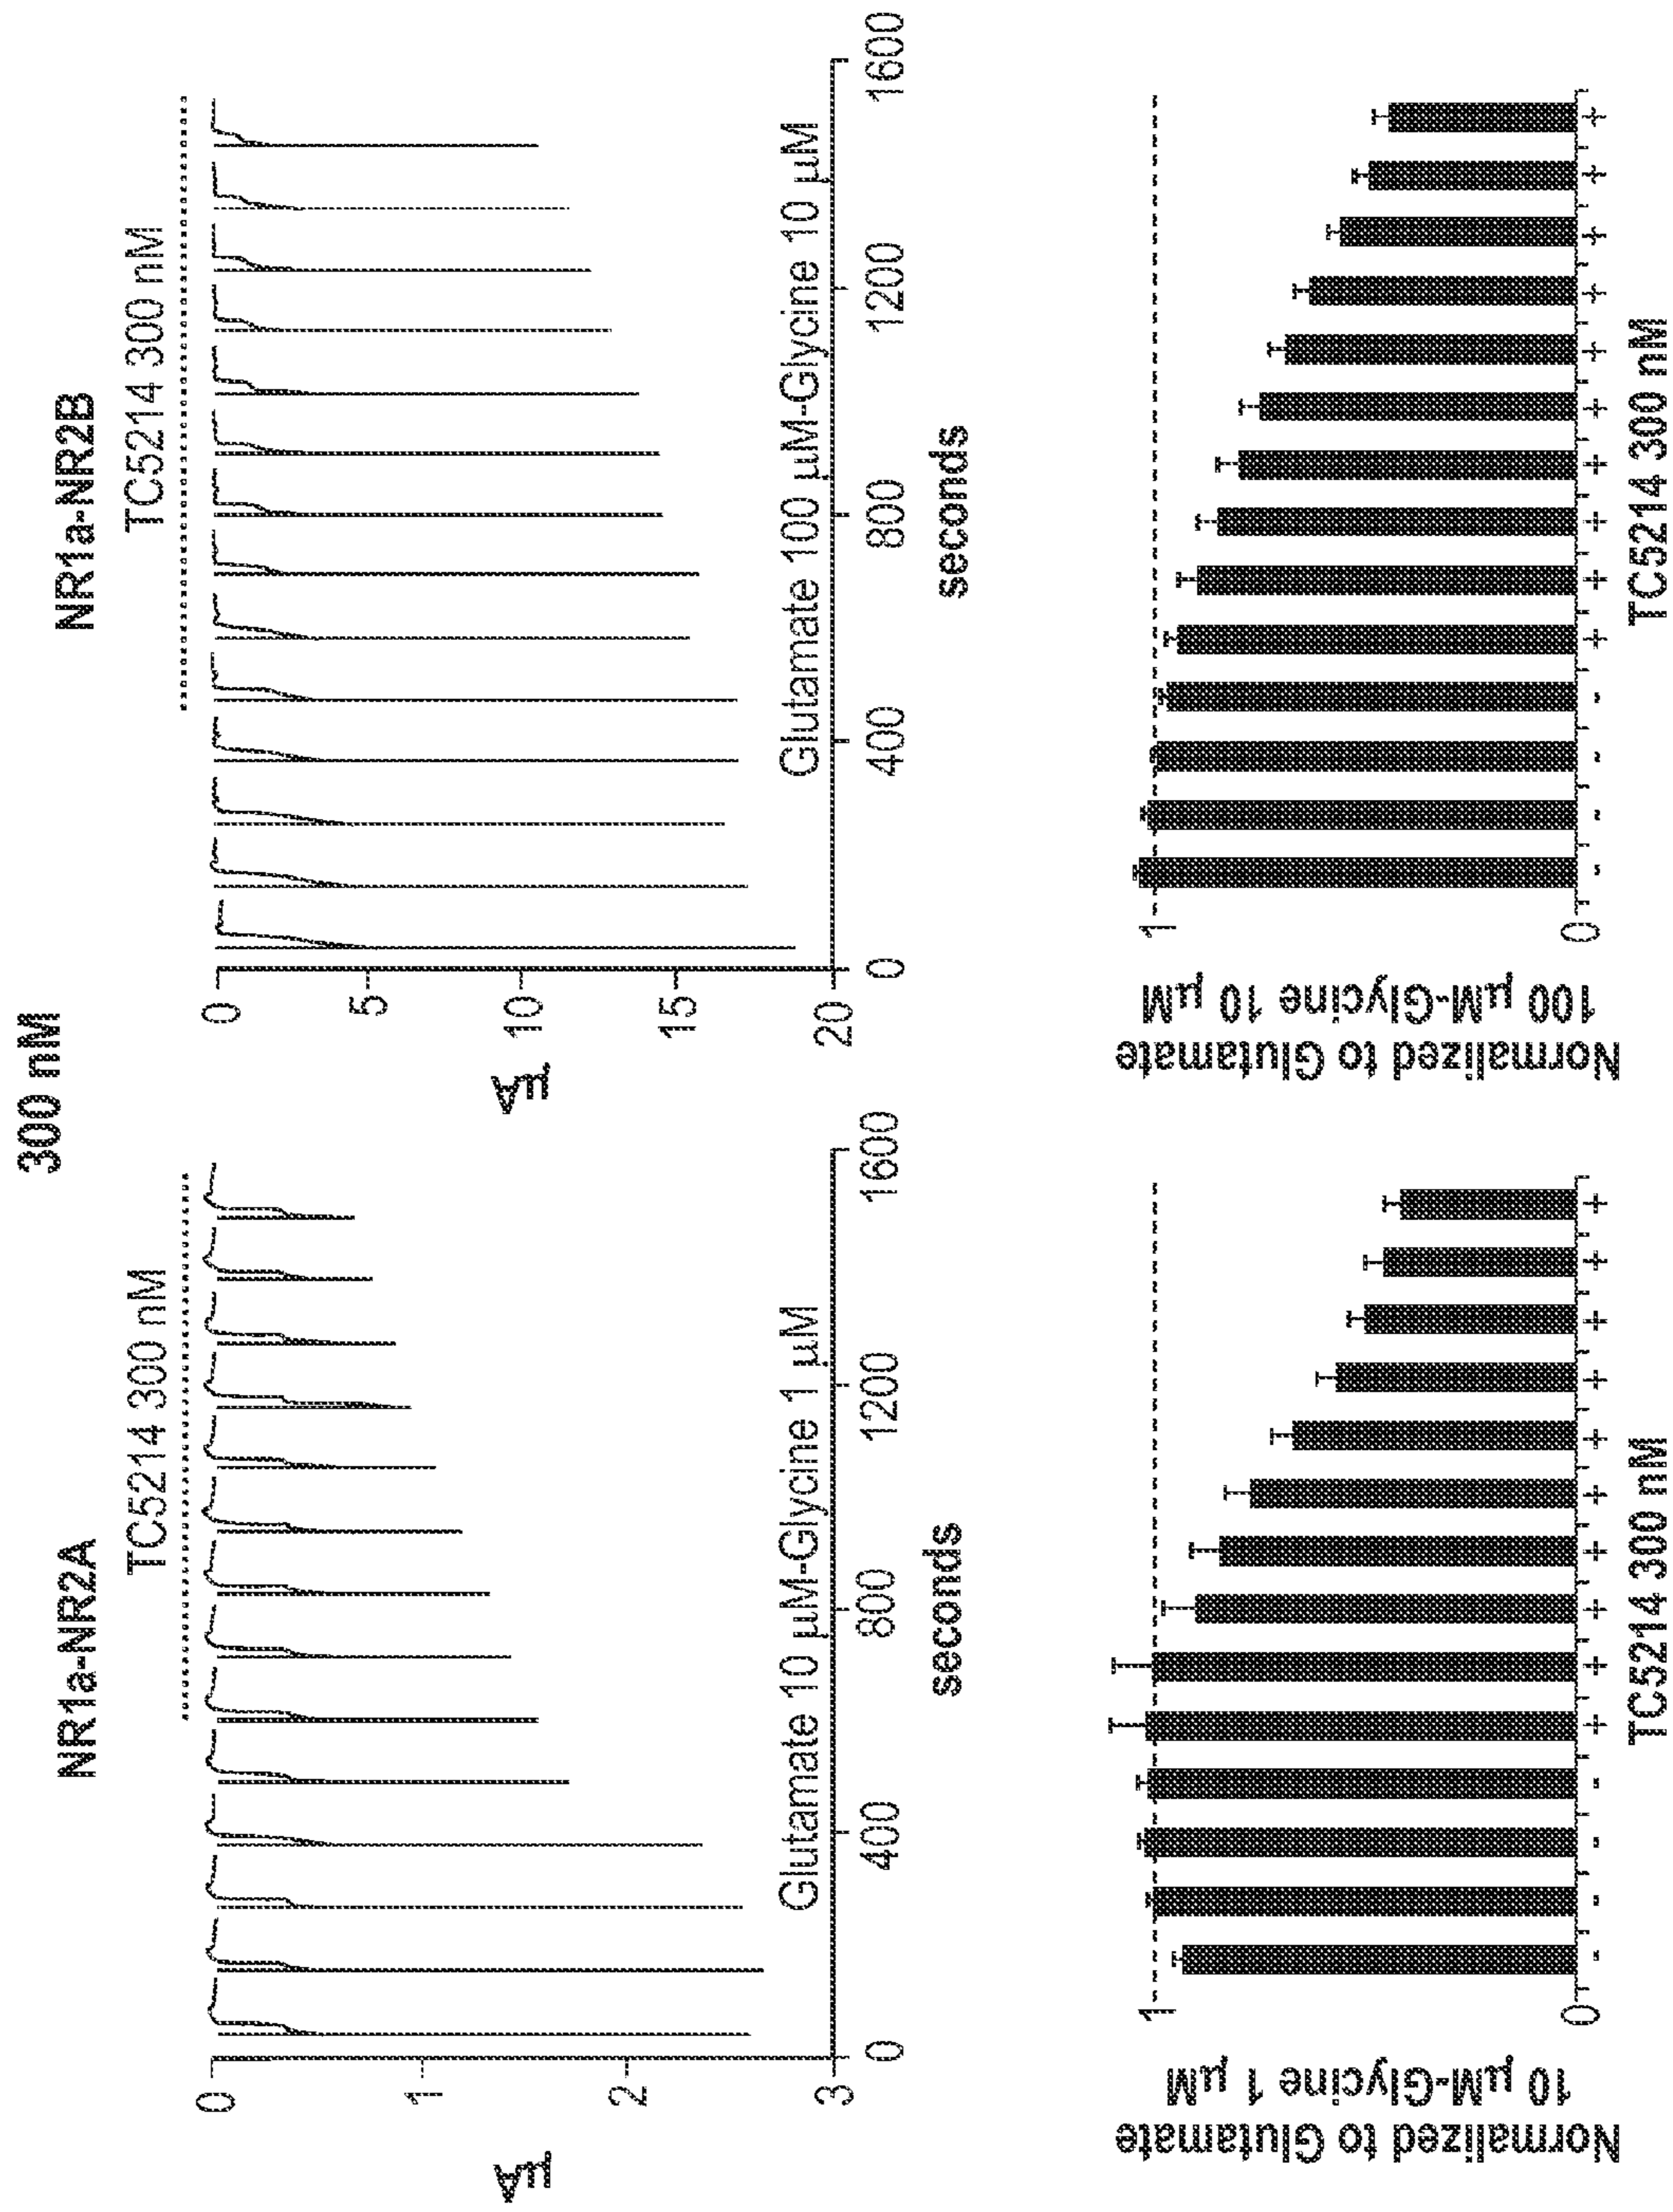 300 nM
NR1a-NR2A
TC5214 300 nM
0
1
2
3
µA
Glutamate 10 µM-Glycine 1 µM
0 400 800 1200 1600
seconds
NR1a-NR2B
TC5214 300 nM
0
5
10
15
20
µA
Glutamate 100 µM-Glycine 10 µM
0 400 800 1200 1600
seconds
Normalized to Glutamate
10 µM-Glycine 1 µM
1
0
- - - - + + + + + + + + + +
TC5214 300 nM
Normalized to Glutamate
100 µM-Glycine 10 µM
1
0
- - - - + + + + + + + + + +
TC5214 300 nM